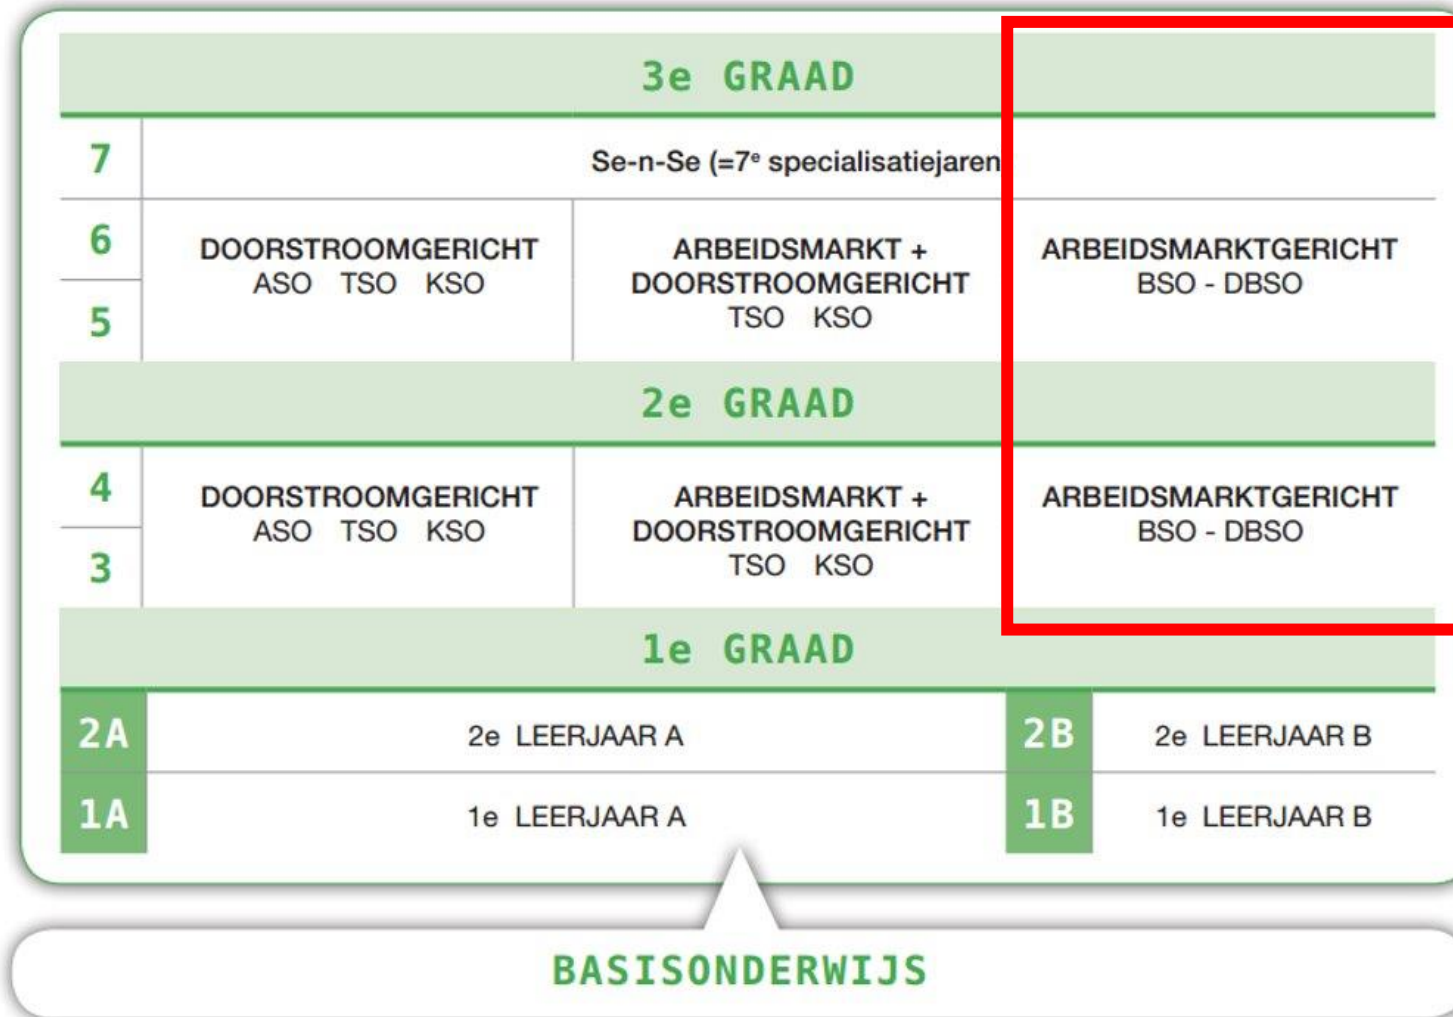 3e GRAAD
7
Se-n-Se (=7e specialisatiejaren
6
DOORSTROOMGERICHT
ASO TSO KSO
ARBEIDSMARKT +
DOORSTROOMGERICHT
TSO KSO
ARBEIDSMARKTGERICHT
BSO - DBSO
5
2e GRAAD
4
DOORSTROOMGERICHT
ASO TSO KSO
ARBEIDSMARKT +
DOORSTROOMGERICHT
TSO KSO
ARBEIDSMARKTGERICHT
BSO - DBSO
3
1e GRAAD
2A
2e LEERJAAR A
2B
2e LEERJAAR B
1A
1e LEERJAAR A
1B
1e LEERJAAR B
BASISONDERWIJS